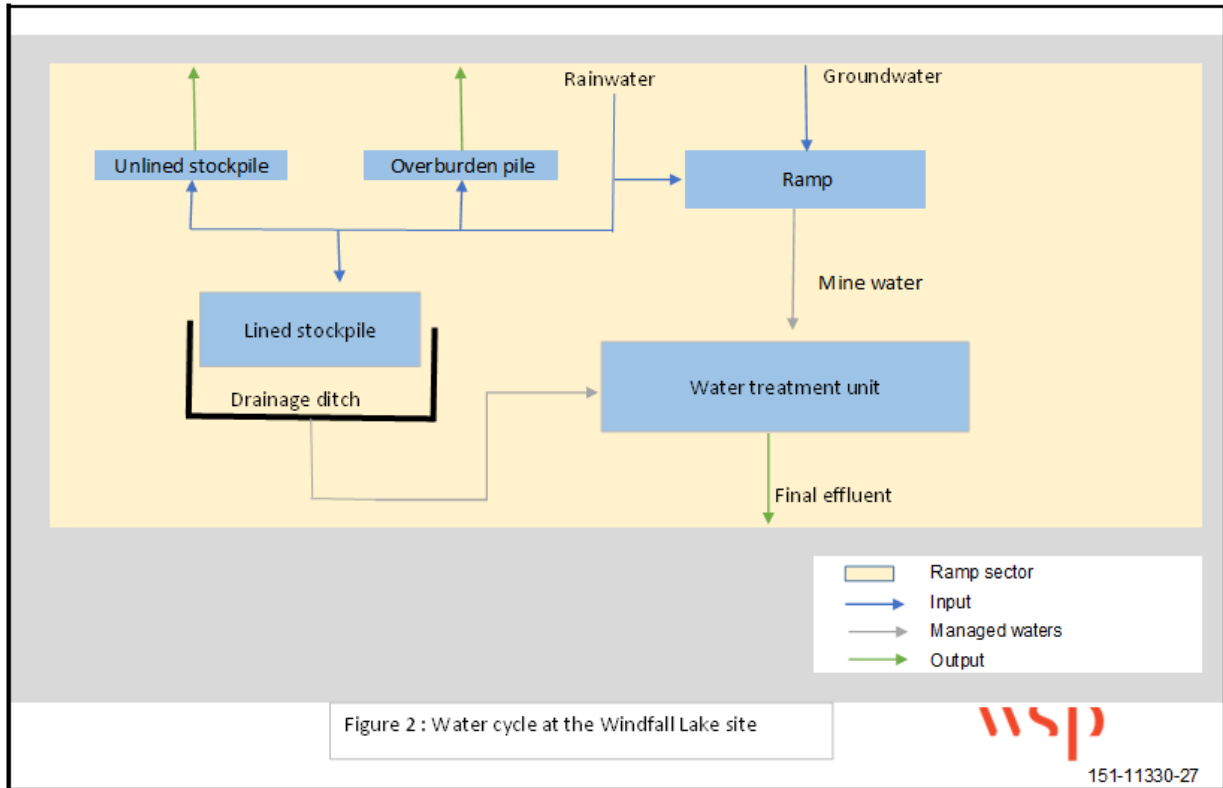 Rainwater
Groundwater
Unlined stockpile
Overburden pile
Ramp
Mine water
Lined stockpile
Drainage ditch
Water treatment unit
Final effluent
Ramp sector
Input
Managed waters
Output
Figure 2 : Water cycle at the Windfall Lake site
wsp
151-11330-27